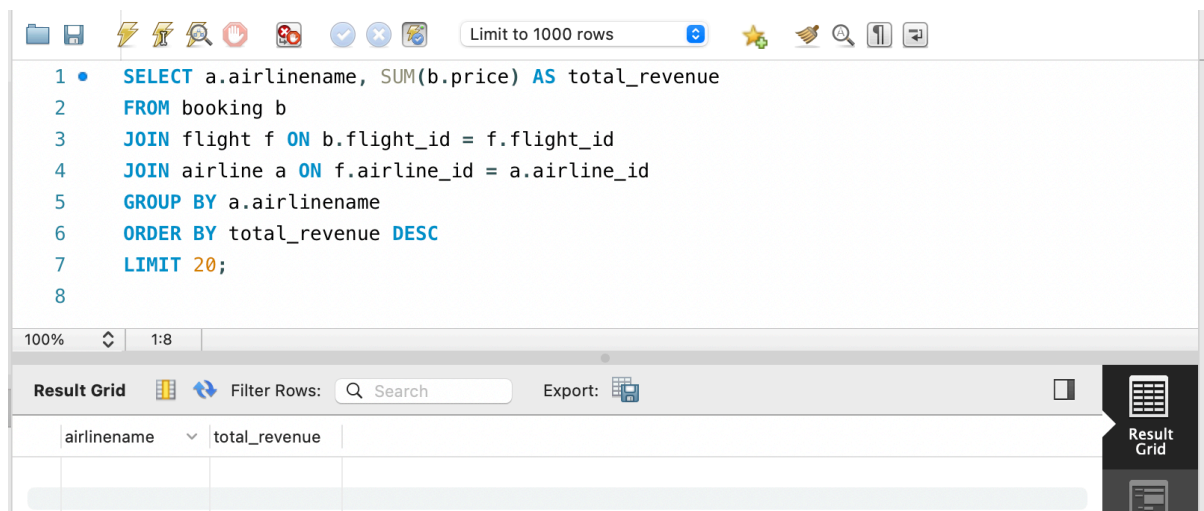 Limit to 1000 rows
1 SELECT a.airlinename, SUM(b.price) AS total_revenue
2 FROM booking b
3 JOIN flight f ON b.flight_id = f.flight_id
4 JOIN airline a ON f.airline_id = a.airline_id
5 GROUP BY a.airlinename
6 ORDER BY total_revenue DESC
7 LIMIT 20;
8
100% 1:8
Result Grid Filter Rows: Search Export:
airlinename total_revenue
Result
Grid